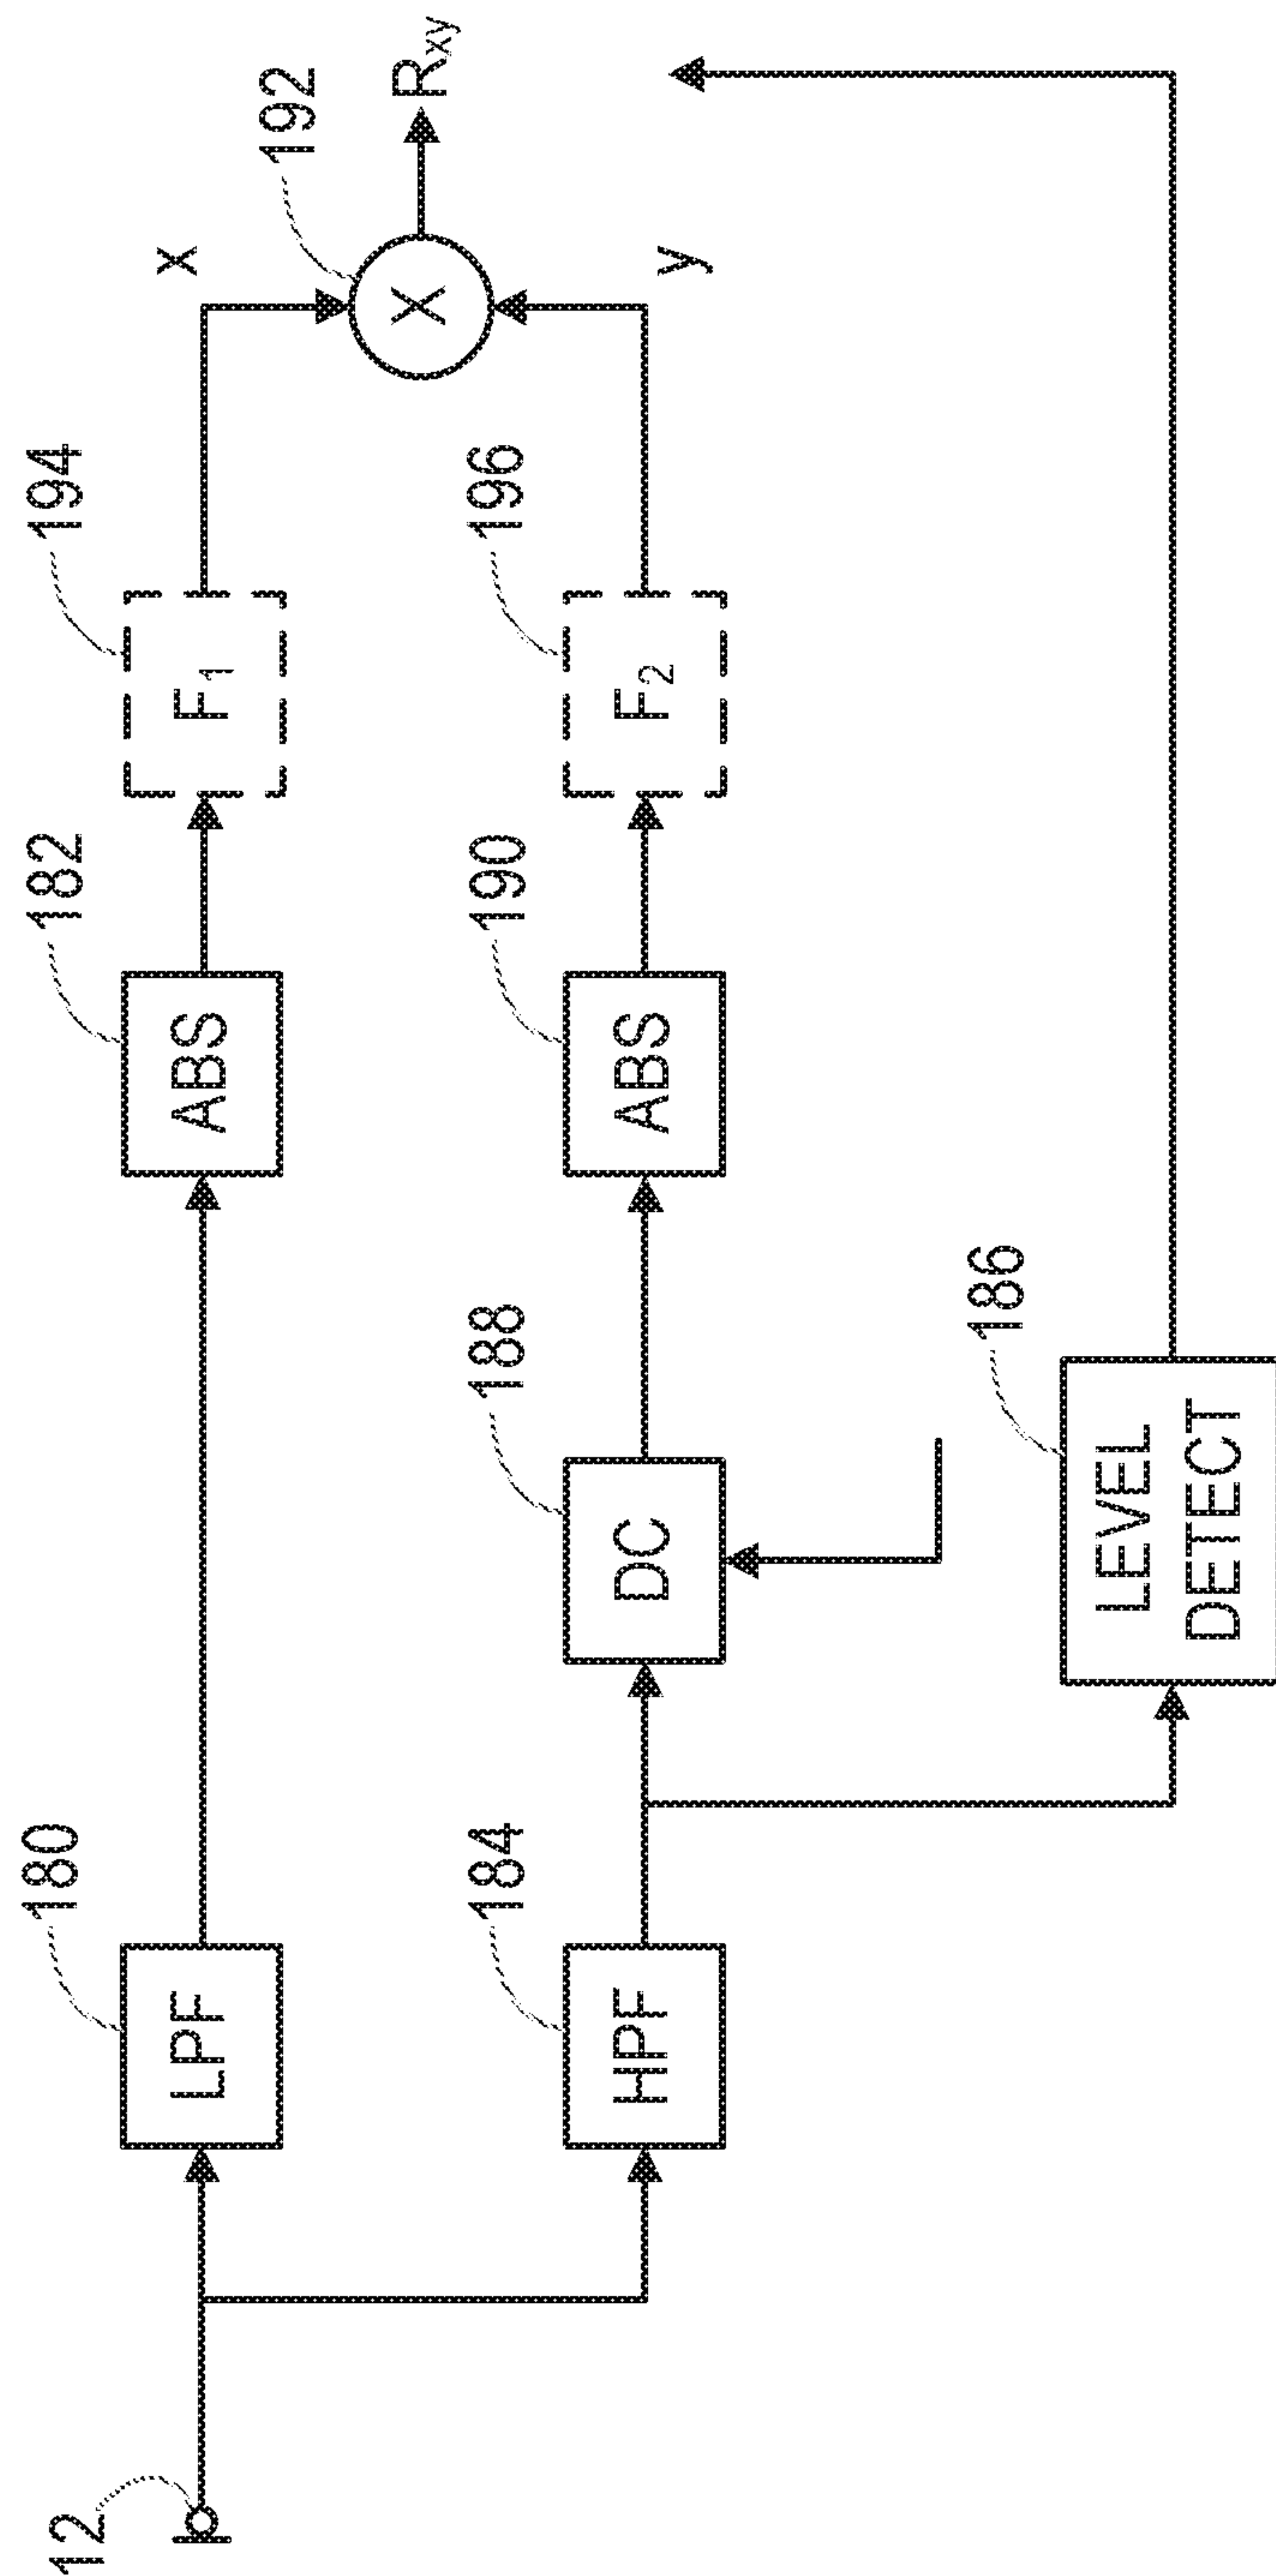 12
180
LPF
182
ABS
194
F₁
x
192
X
Rxy
184
HPF
188
DC
190
ABS
196
F₂
y
186
LEVEL
DETECT